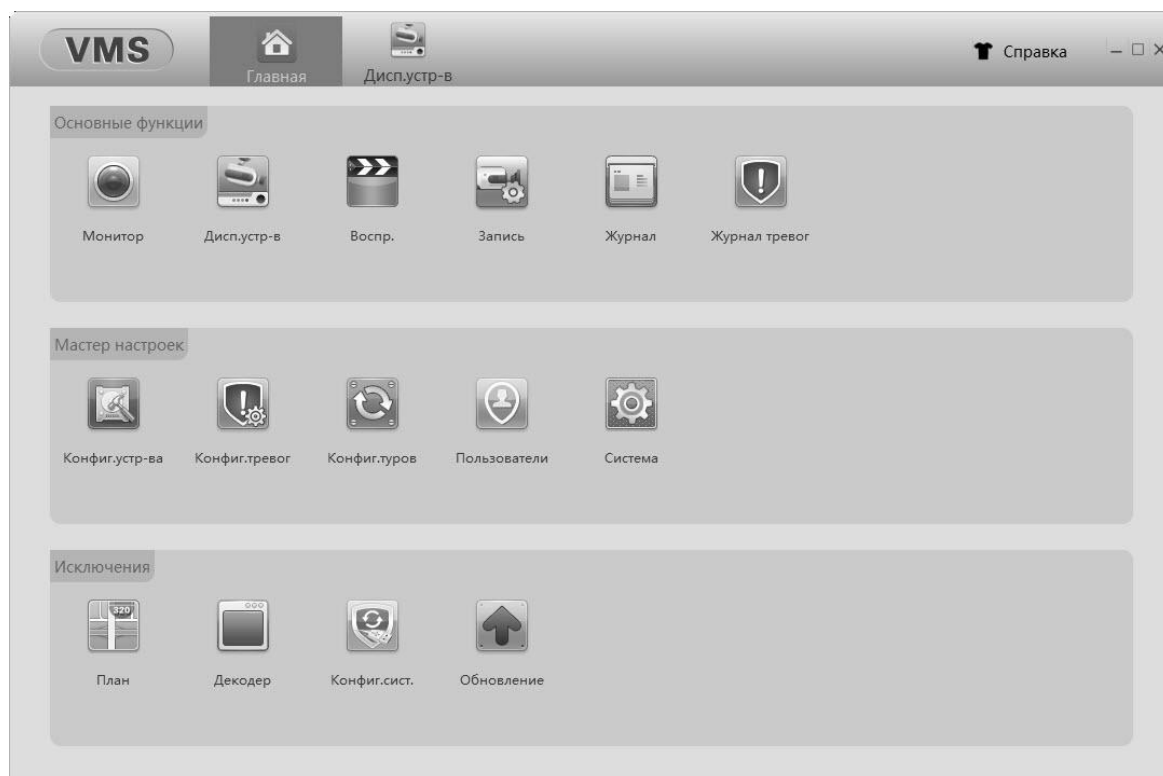 VMS
Главная
Дисп.устр-в
Справка
Основные функции
Монитор Дисп.устр-в Воспр. Запись Журнал Журнал тревог
Мастер настроек
Конфиг.устр-ва Конфиг.тревог Конфиг.туров Пользователи Система
Исключения
320
План Декодер Конфиг.сист. Обновление